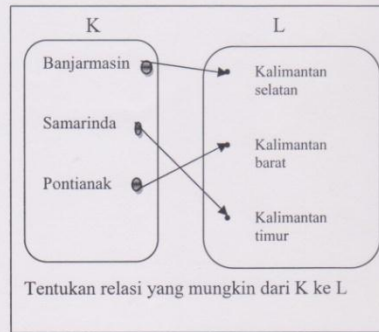 K
L
Banjarmasin
Samarinda
Pontianak
Kalimantan
selatan
Kalimantan
barat
Kalimantan
timur
Tentukan relasi yang mungkin dari K ke L